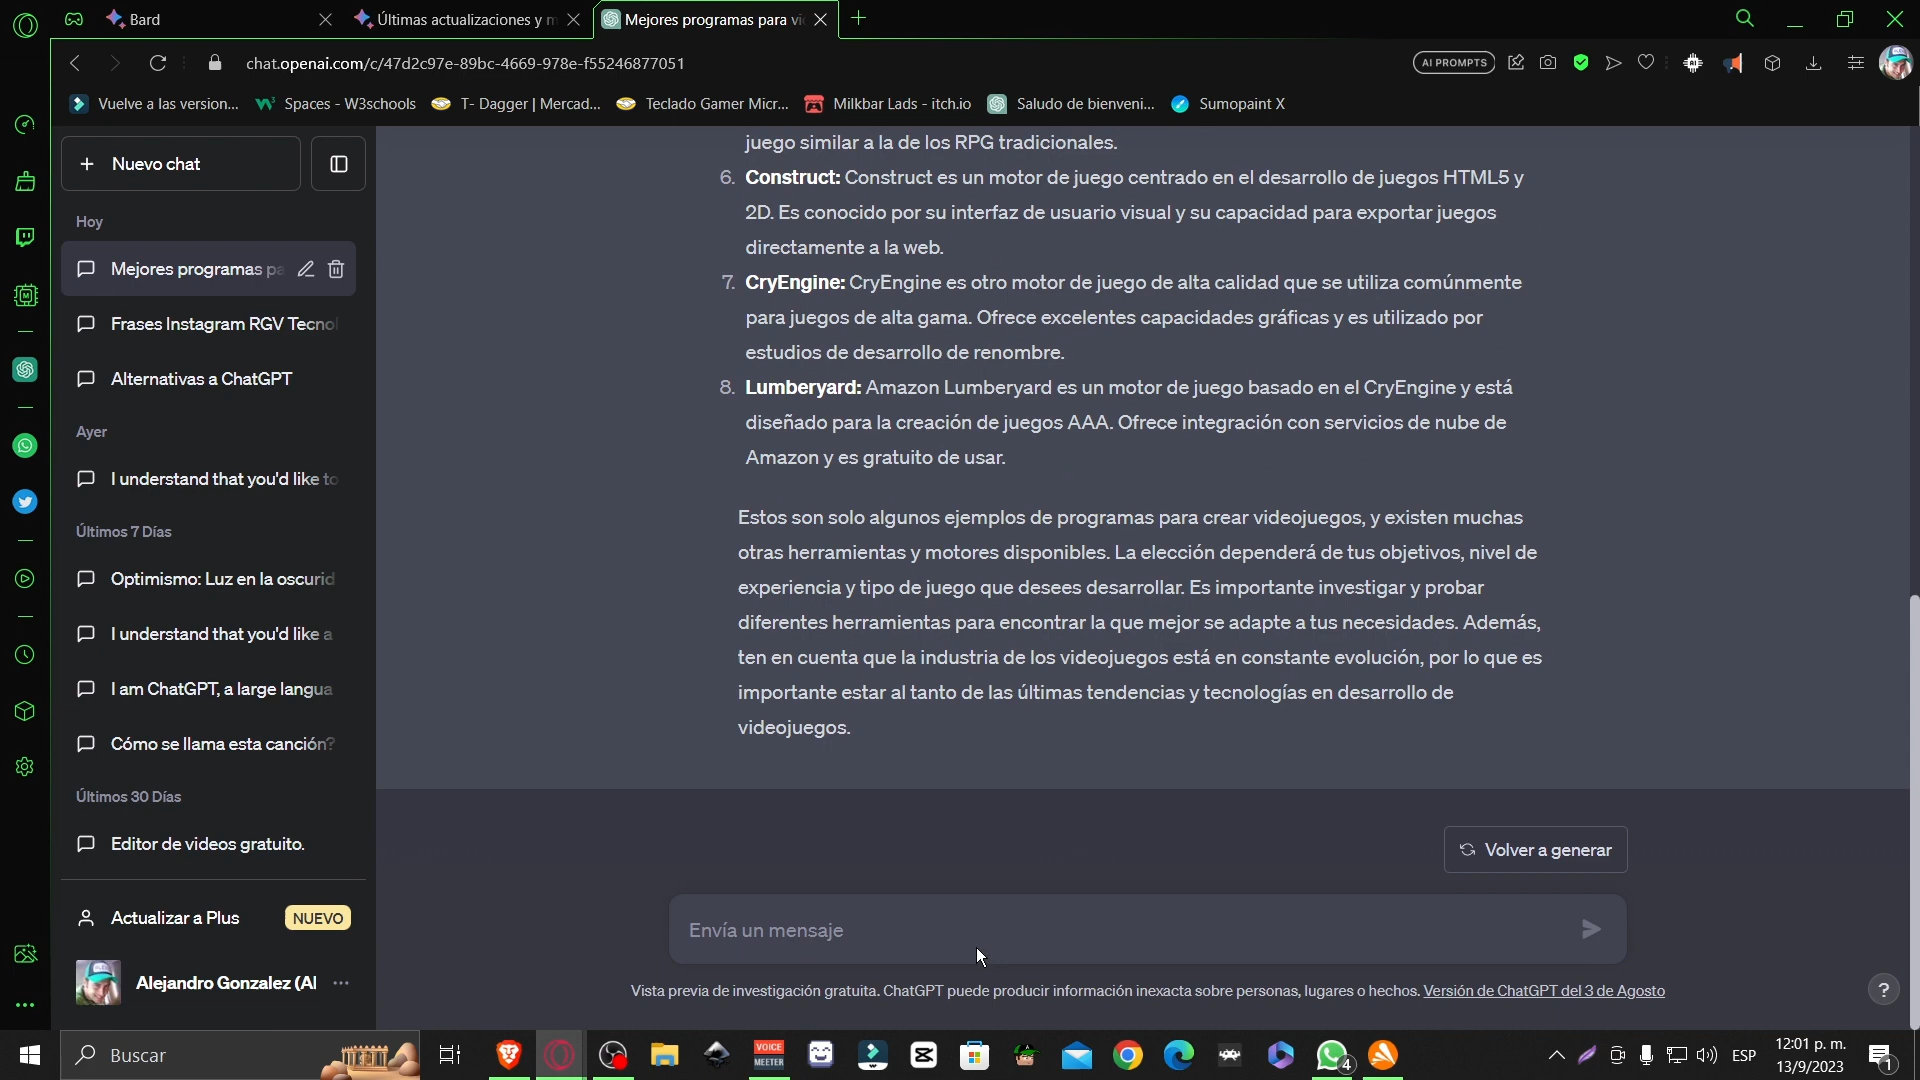 Bard
Últimas actualizaciones y m
Mejores programas para vi
chat.openai.com/c/47d2c97e-89bc-4669-978e-f55246877051
AI PROMPTS
Vuelve a las version...
Spaces - W3schools
T- Dagger | Mercad...
Teclado Gamer Micr...
Milkbar Lads - itch.io
Saludo de bienveni...
Sumopaint X
+ Nuevo chat
Hoy
Mejores programas pa
Frases Instagram RGV Tecnol
Alternativas a ChatGPT
Ayer
I understand that you'd like to
Últimos 7 Días
Optimismo: Luz en la oscurid
I understand that you'd like a
I am ChatGPT, a large langua
Cómo se llama esta canción?
Últimos 30 Días
Editor de videos gratuito.
Actualizar a Plus
NUEVO
Alejandro Gonzalez (Al
juego similar a la de los RPG tradicionales.
6. Construct: Construct es un motor de juego centrado en el desarrollo de juegos HTML5 y
2D. Es conocido por su interfaz de usuario visual y su capacidad para exportar juegos
directamente a la web.
7. CryEngine: CryEngine es otro motor de juego de alta calidad que se utiliza comúnmente
para juegos de alta gama. Ofrece excelentes capacidades gráficas y es utilizado por
estudios de desarrollo de renombre.
8. Lumberyard: Amazon Lumberyard es un motor de juego basado en el CryEngine y está
diseñado para la creación de juegos AAA. Ofrece integración con servicios de nube de
Amazon y es gratuito de usar.
Estos son solo algunos ejemplos de programas para crear videojuegos, y existen muchas
otras herramientas y motores disponibles. La elección dependerá de tus objetivos, nivel de
experiencia y tipo de juego que desees desarrollar. Es importante investigar y probar
diferentes herramientas para encontrar la que mejor se adapte a tus necesidades. Además,
ten en cuenta que la industria de los videojuegos está en constante evolución, por lo que es
importante estar al tanto de las últimas tendencias y tecnologías en desarrollo de
videojuegos.
Volver a generar
Envía un mensaje
Vista previa de investigación gratuita. ChatGPT puede producir información inexacta sobre personas, lugares o hechos. Versión de ChatGPT del 3 de Agosto
?
Buscar
VOICE
MEETER
4
ESP
12:01 p. m.
13/9/2023
1